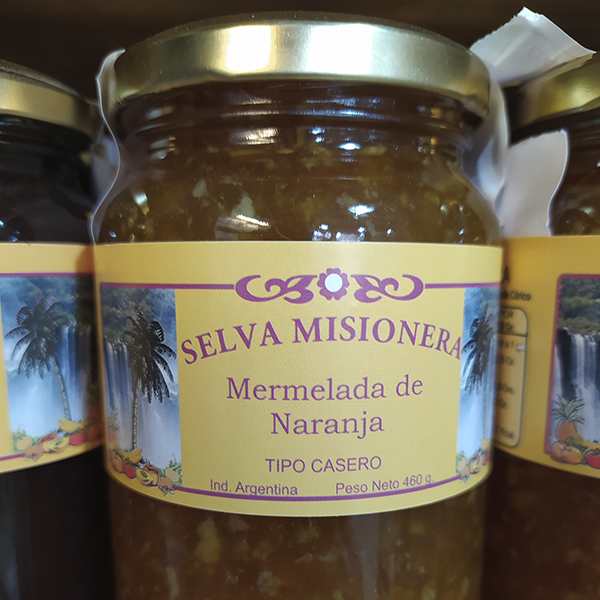 SELVA MISIONERA
Mermelada de
Naranja
TIPO CASERO
Ind. Argentina Peso Neto 460 g.